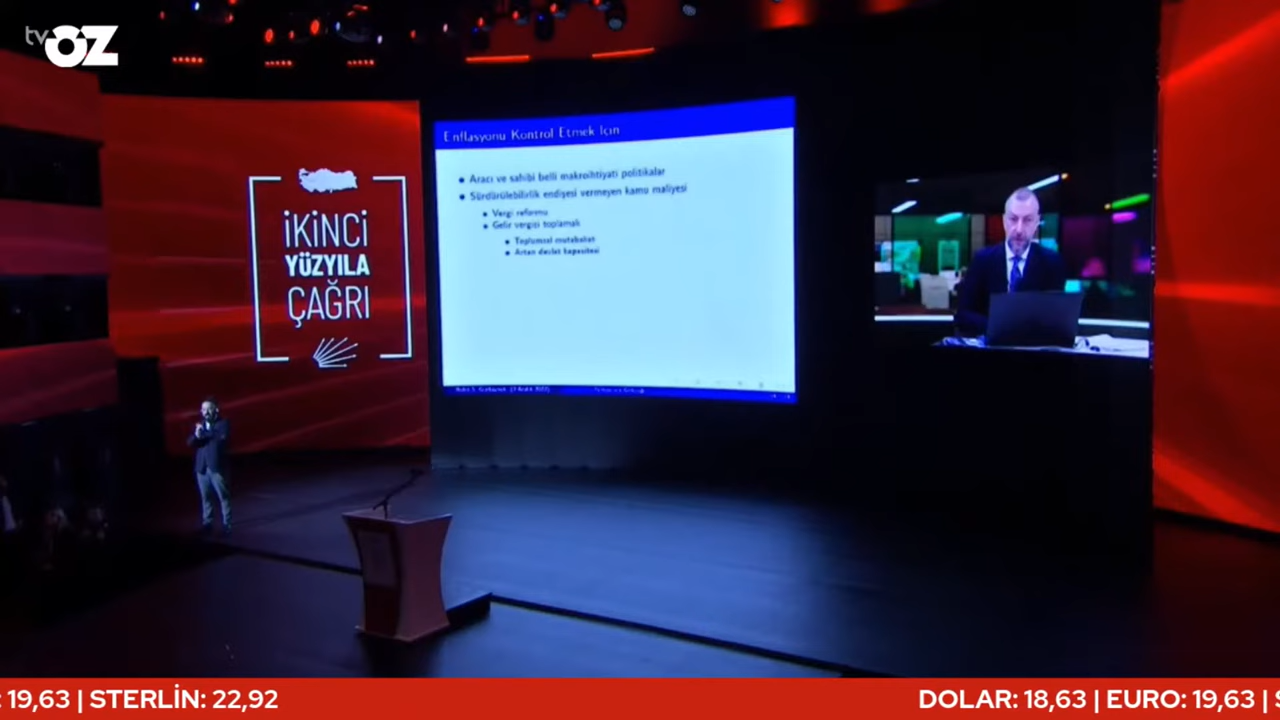 tv
ÖZ
İKİNCİ
YÜZYILA
ÇAĞRI
Enflasyonu Kontrol Etmek İçin
Aracı ve sahibi belli makroihtiyati politikalar
Sürdürülebilirlik endişesi vermeyen kamu maliyesi
Vergi reformu
Gelir vergisi toplamalı
Toplumsal mutabakat
Artan devlet kapasitesi
: 19,63 | STERLİN: 22,92
DOLAR: 18,63 | EURO: 19,63 | S